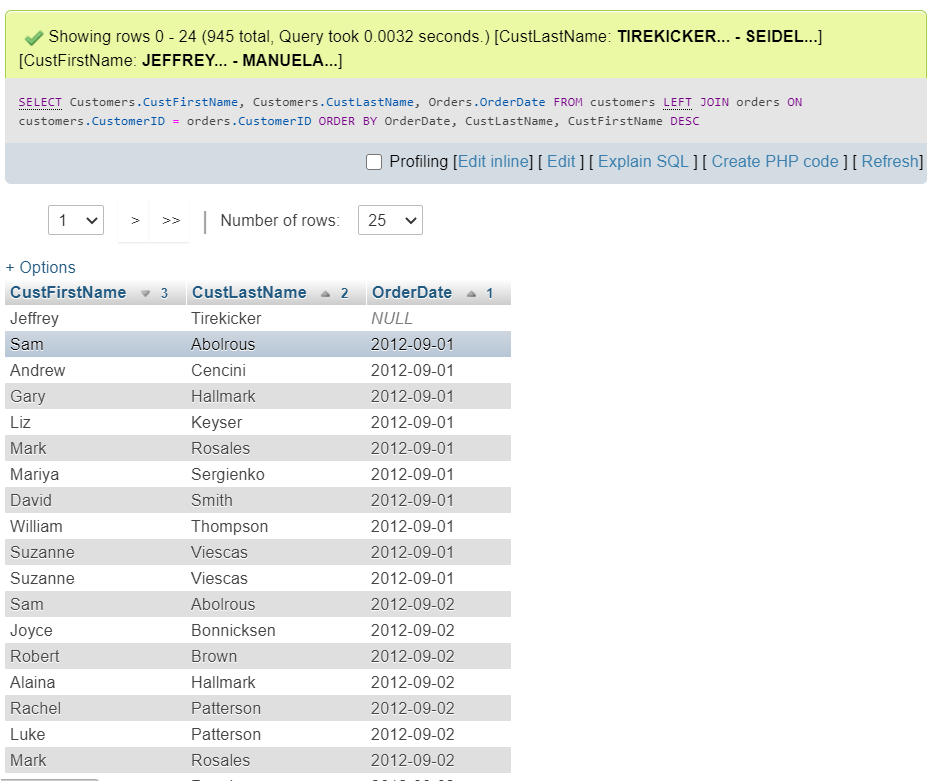 Showing rows 0 - 24 (945 total, Query took 0.0032 seconds.) [CustLastName: TIREKICKER... - SEIDEL...]
[CustFirstName: JEFFREY... - MANUELA...]
SELECT Customers.CustFirstName, Customers.CustLastName, Orders.OrderDate FROM customers LEFT JOIN orders ON
customers.CustomerID = orders.CustomerID ORDER BY OrderDate, CustLastName, CustFirstName DESC
Profiling [Edit inline] [ Edit ] [ Explain SQL ] [ Create PHP code ] [ Refresh]
1 > >> | Number of rows: 25
+ Options
CustFirstName 3 CustLastName 2 OrderDate 1
Jeffrey Tirekicker NULL
Sam Abolrous 2012-09-01
Andrew Cencini 2012-09-01
Gary Hallmark 2012-09-01
Liz Keyser 2012-09-01
Mark Rosales 2012-09-01
Mariya Sergienko 2012-09-01
David Smith 2012-09-01
William Thompson 2012-09-01
Suzanne Viescas 2012-09-01
Suzanne Viescas 2012-09-01
Sam Abolrous 2012-09-02
Joyce Bonnicksen 2012-09-02
Robert Brown 2012-09-02
Alaina Hallmark 2012-09-02
Rachel Patterson 2012-09-02
Luke Patterson 2012-09-02
Mark Rosales 2012-09-02